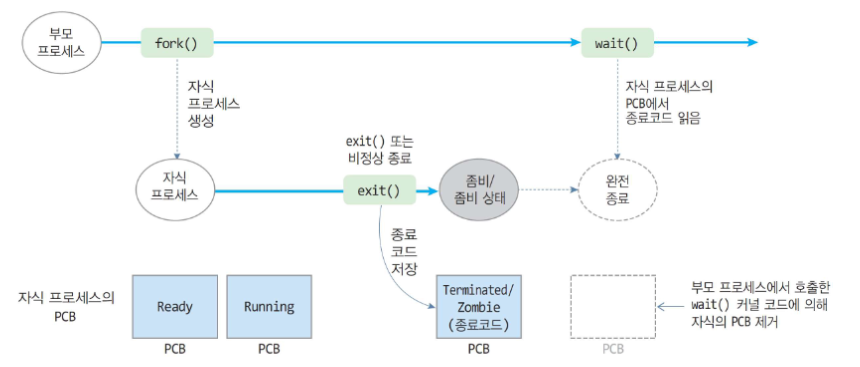 부모
프로세스
fork()
wait()
자식
프로세스
생성
자식 프로세스의
PCB에서
종료코드 읽음
exit() 또는
비정상 종료
자식
프로세스
exit()
좀비/
좀비 상태
완전
종료
종료
코드
저장
자식 프로세스의
PCB
Ready
Running
Terminated/
Zombie
(종료코드)
부모 프로세스에서 호출한
wait() 커널 코드에 의해
자식의 PCB 제거
PCB
PCB
PCB
PCB